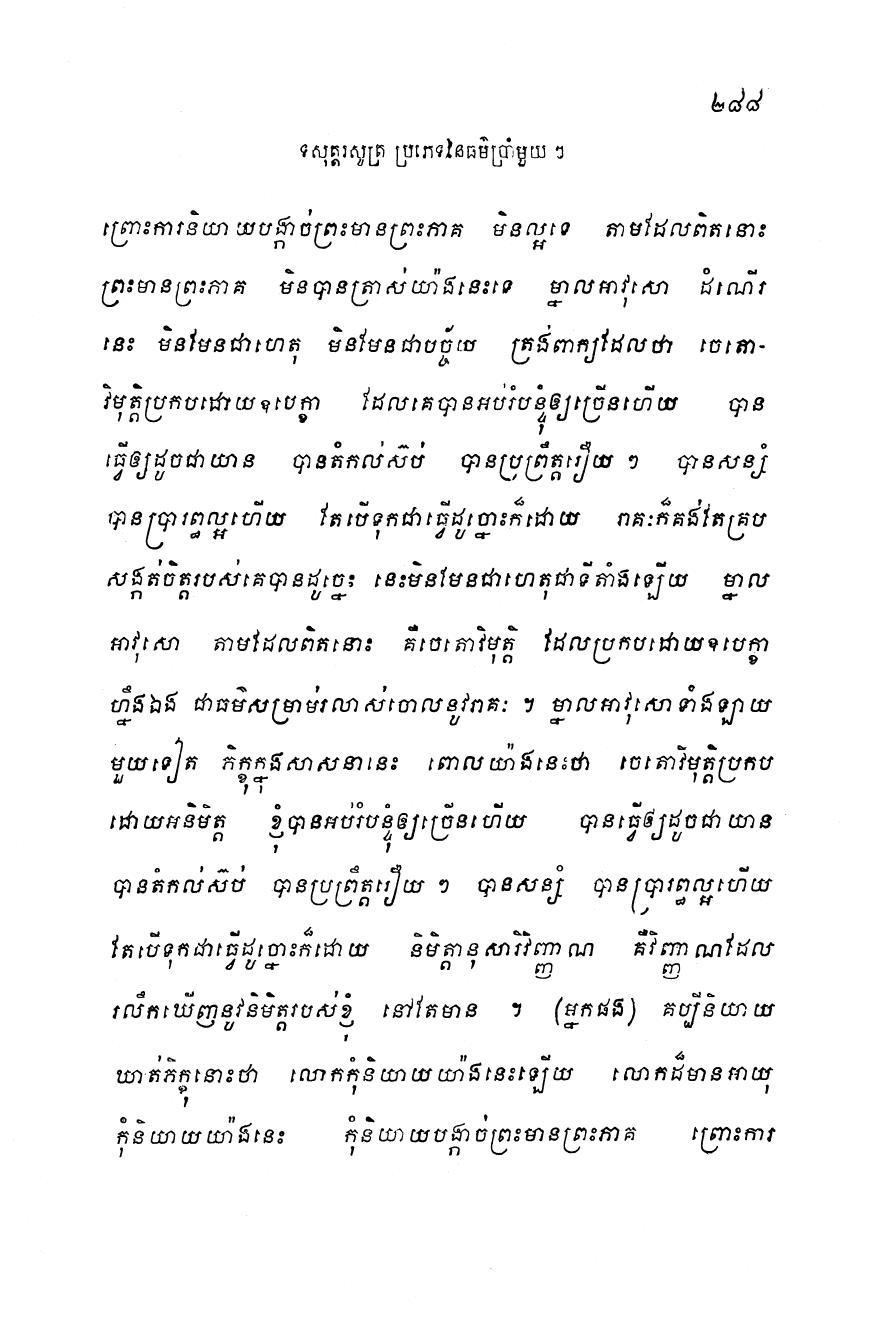 ២៨៨
ទសុត្តរសូត្រ ប្រភេទនៃធម៌ប្រាំមួយ ៗ
ព្រោះការនិយាយបង្កាច់ព្រះមានព្រះភាគ មិនល្អទេ តាមដែលពិតនោះ
ព្រះមានព្រះភាគ មិនបានត្រាស់យ៉ាងនេះទេ ម្នាលអាវុសោ ដំណើរ
នេះ មិនមែនជាហេតុ មិនមែនជាបច្ច័យ ត្រង់ពាក្យដែលថា ចេតោ-
វិមុត្តិប្រកបដោយឧបេក្ខា ដែលគេបានអប់រំបន្ទុំឲ្យច្រើនហើយ បាន
ធ្វើឲ្យដូចជាយាន បានតំកល់ស៊ប់ បានប្រព្រឹត្តរឿយ ៗ បានសន្សំ
បានប្រារព្ធល្អហើយ តែបើទុកជាធ្វើដូច្នោះក៏ដោយ រាគៈក៏គង់តែគ្រប
សង្កត់ចិត្តរបស់គេបានដូច្នេះ នេះមិនមែនជាហេតុជាទីតាំងឡើយ ម្នាល
អាវុសោ តាមដែលពិតនោះ គឺចេតោវិមុត្តិ ដែលប្រកបដោយឧបេក្ខា
ហ្នឹងឯង ជាធម៌សម្រាប់រលាស់ចោលនូវរាគៈ ។ ម្នាលអាវុសោទាំងឡាយ
មួយទៀត ភិក្ខុក្នុងសាសនានេះ ពោលយ៉ាងនេះថា ចេតោវិមុត្តិប្រកប
ដោយអនិមិត្ត ខ្ញុំបានអប់រំបន្ទុំឲ្យច្រើនហើយ បានធ្វើឲ្យដូចជាយាន
បានតំកល់ស៊ប់ បានប្រព្រឹត្តរឿយ ៗ បានសន្សំ បានប្រារព្ធល្អហើយ
តែបើទុកជាធ្វើដូច្នោះក៏ដោយ និមិត្តានុសារិវិញ្ញាណ គឺវិញ្ញាណដែល
រលឹកឃើញនូវនិមិត្តរបស់ខ្ញុំ នៅតែមាន ។ (អ្នកផង) គប្បីនិយាយ
ឃាត់ភិក្ខុនោះថា លោកកុំនិយាយយ៉ាងនេះឡើយ លោកដ៏មានអាយុ
កុំនិយាយយ៉ាងនេះ កុំនិយាយបង្កាច់ព្រះមានព្រះភាគ ព្រោះការ